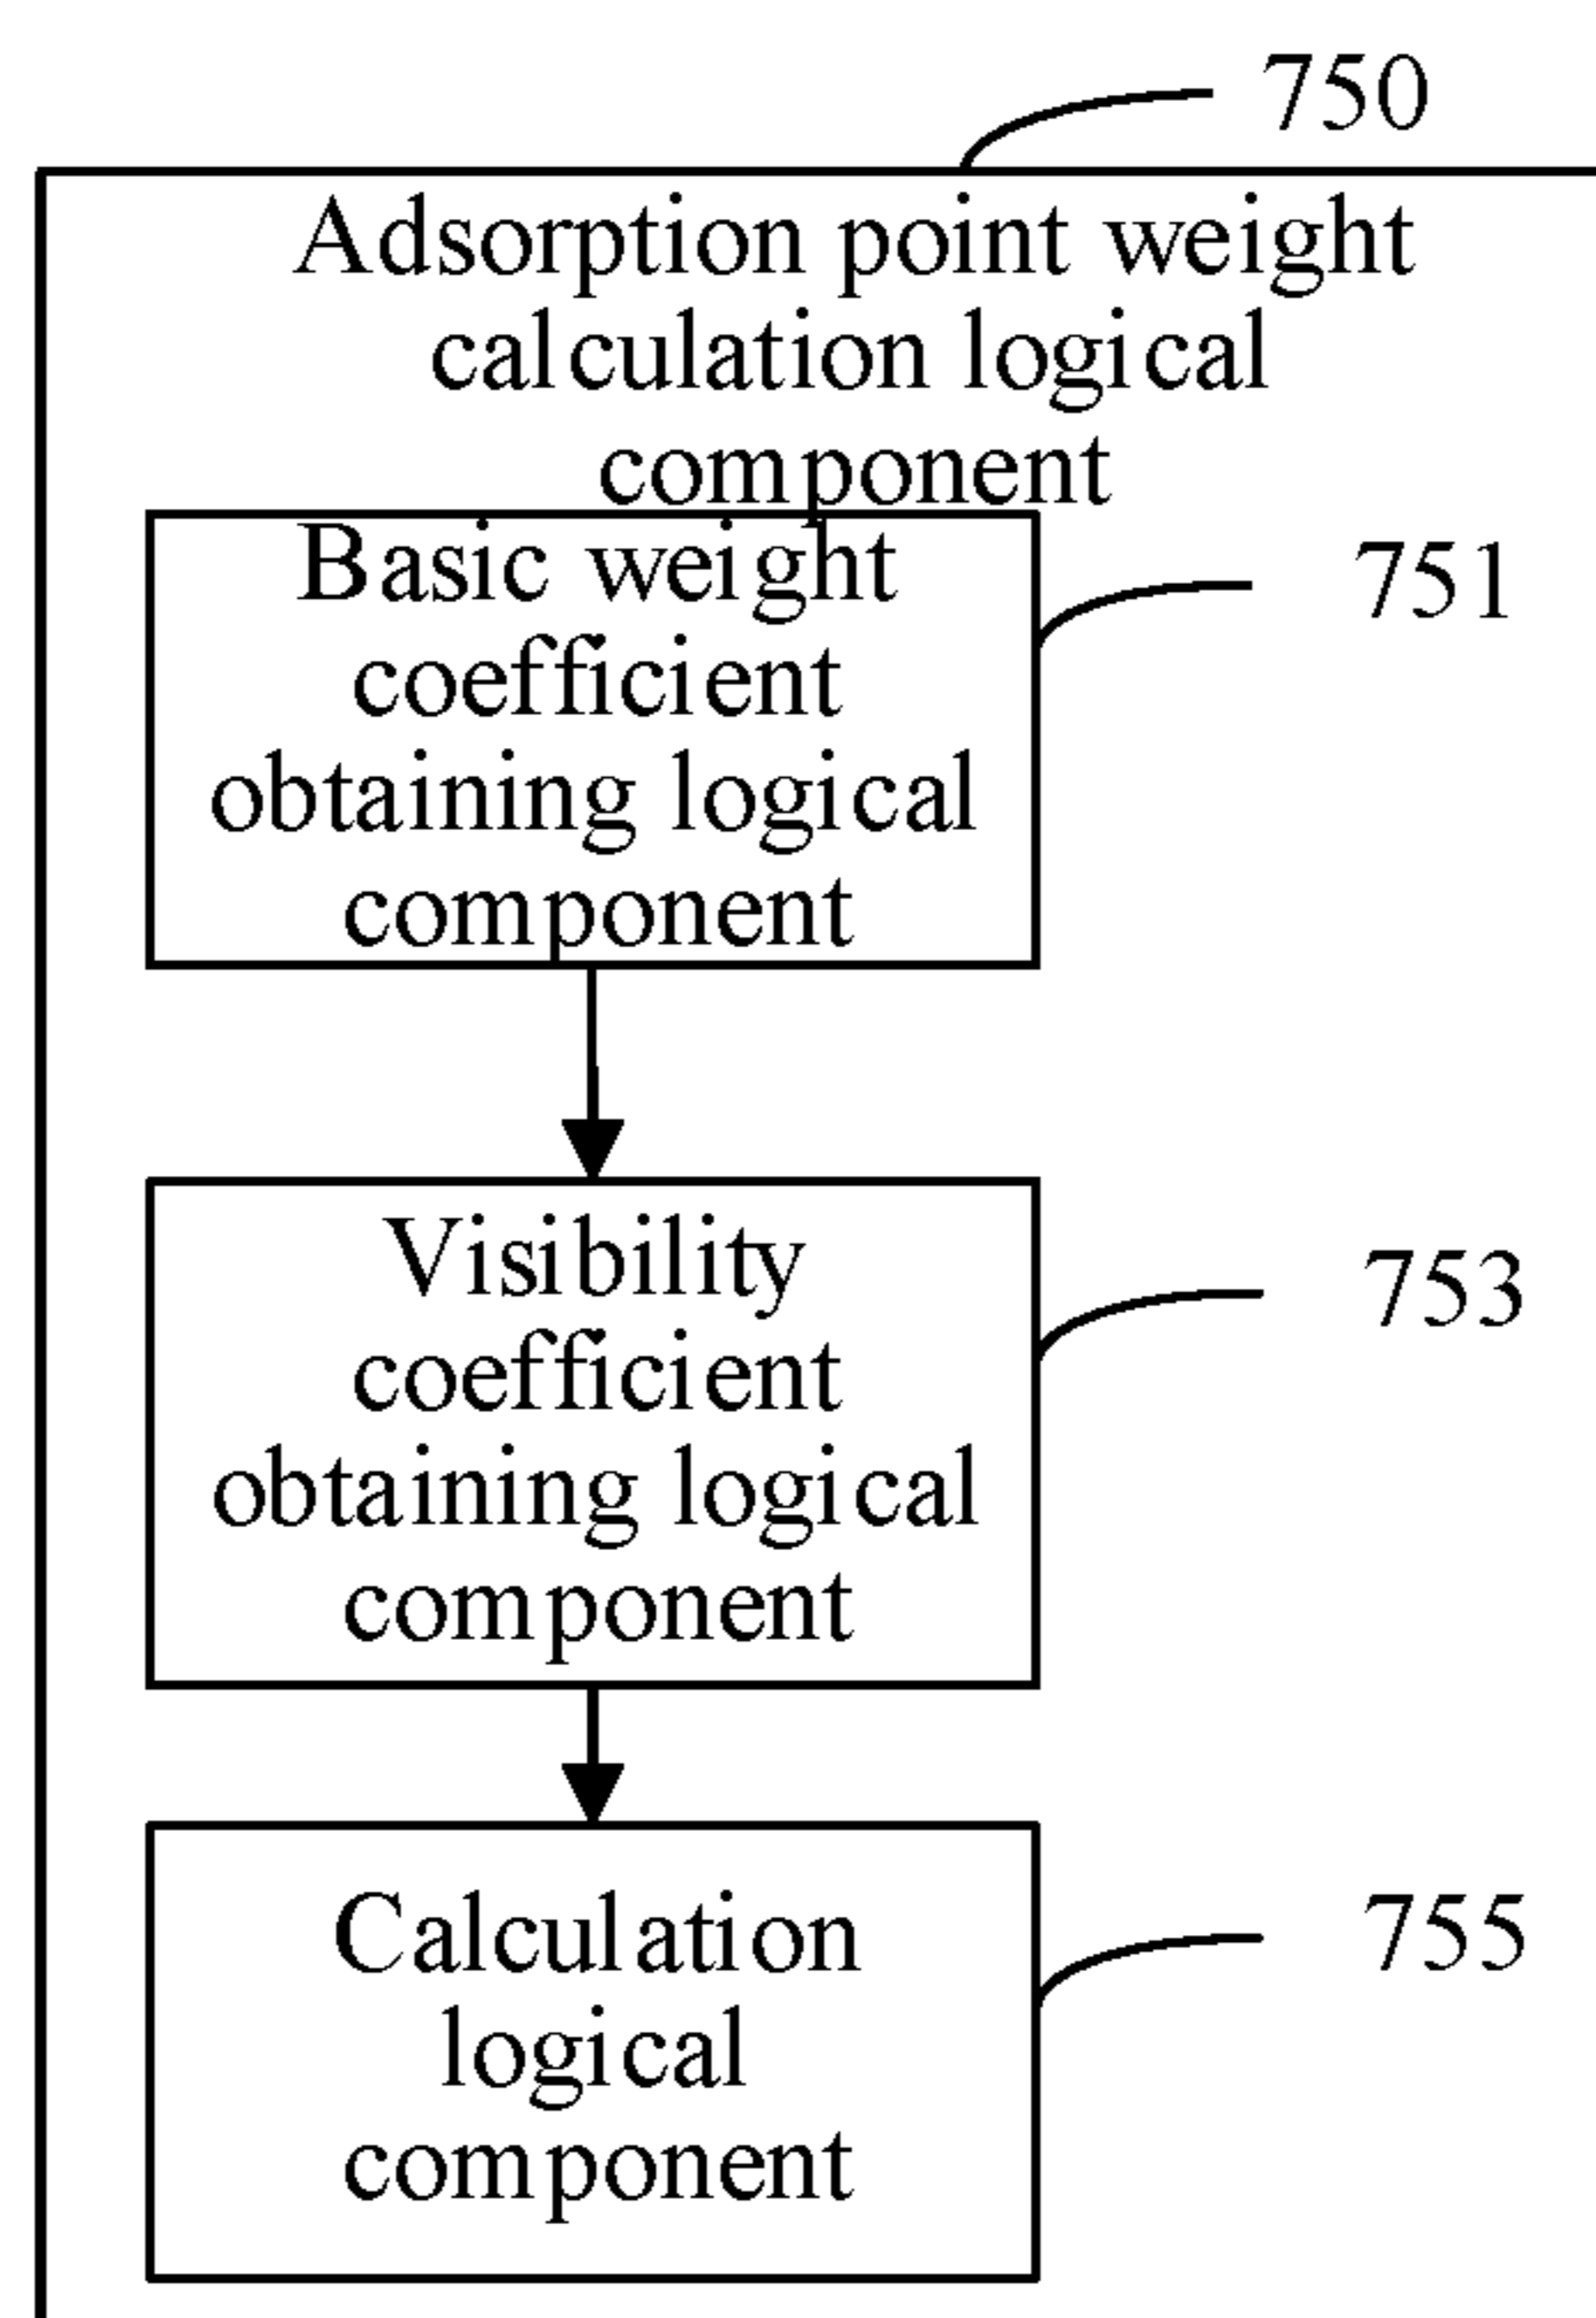 750
Adsorption point weight
calculation logical
component
Basic weight
coefficient
obtaining logical
component
751
Visibility
coefficient
obtaining logical
component
753
Calculation
logical
component
755